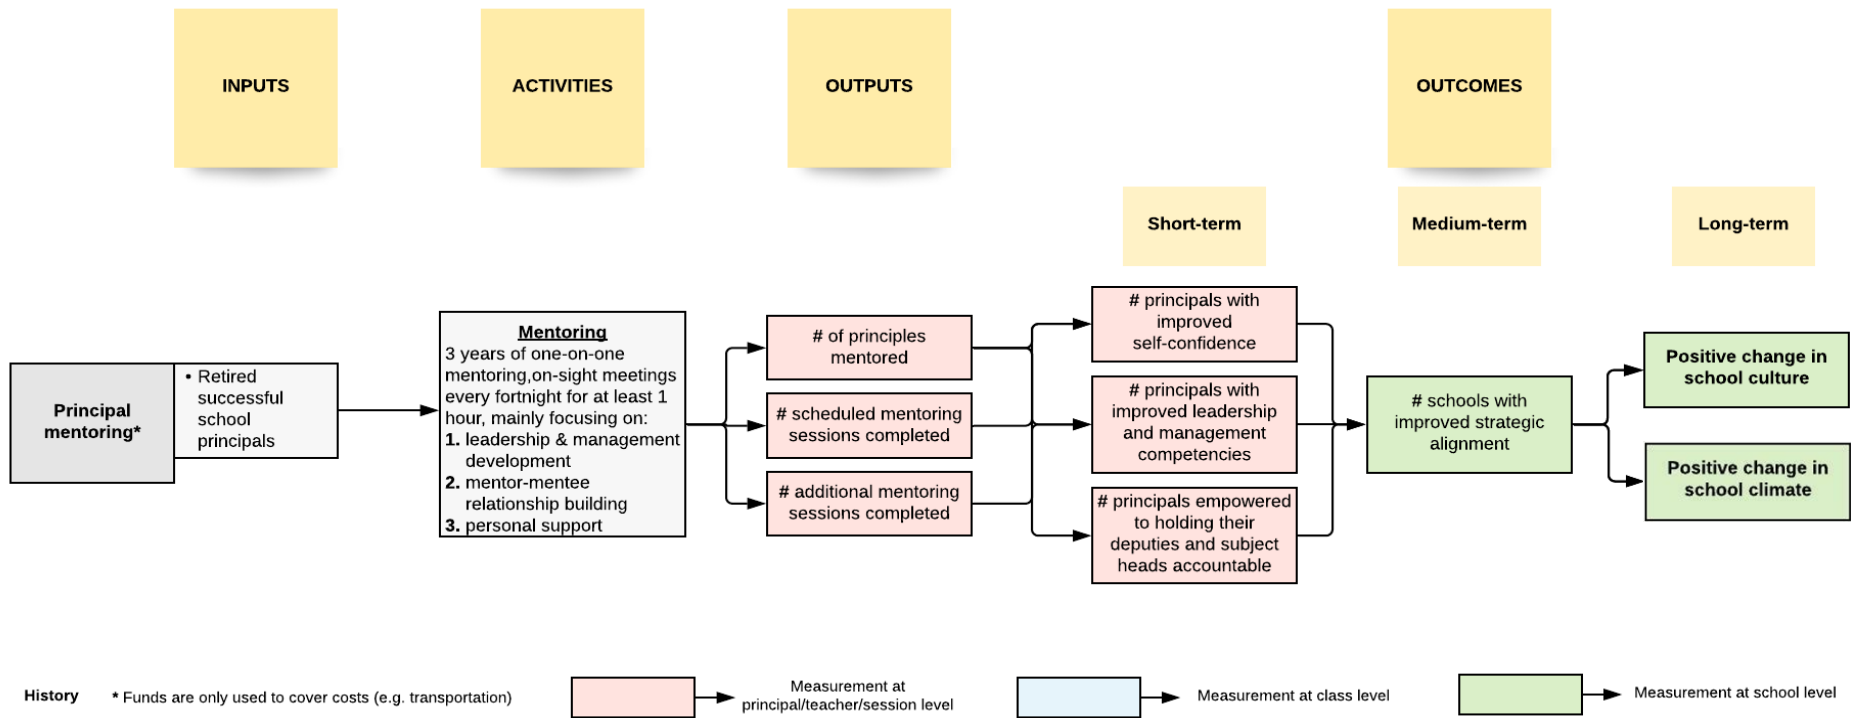 INPUTS
ACTIVITIES
OUTPUTS
OUTCOMES
Short-term
Medium-term
Long-term
Principal
mentoring*
• Retired
successful
school
principals
Mentoring
3 years of one-on-one
mentoring,on-sight meetings
every fortnight for at least 1
hour, mainly focusing on:
1. leadership & management
development
2. mentor-mentee
relationship building
3. personal support
# of principles
mentored
# scheduled mentoring
sessions completed
# additional mentoring
sessions completed
# principals with
improved
self-confidence
# principals with
improved leadership
and management
competencies
# principals empowered
to holding their
deputies and subject
heads accountable
# schools with
improved strategic
alignment
Positive change in
school culture
Positive change in
school climate
History
* Funds are only used to cover costs (e.g. transportation)
Measurement at
principal/teacher/session level
Measurement at class level
Measurement at school level